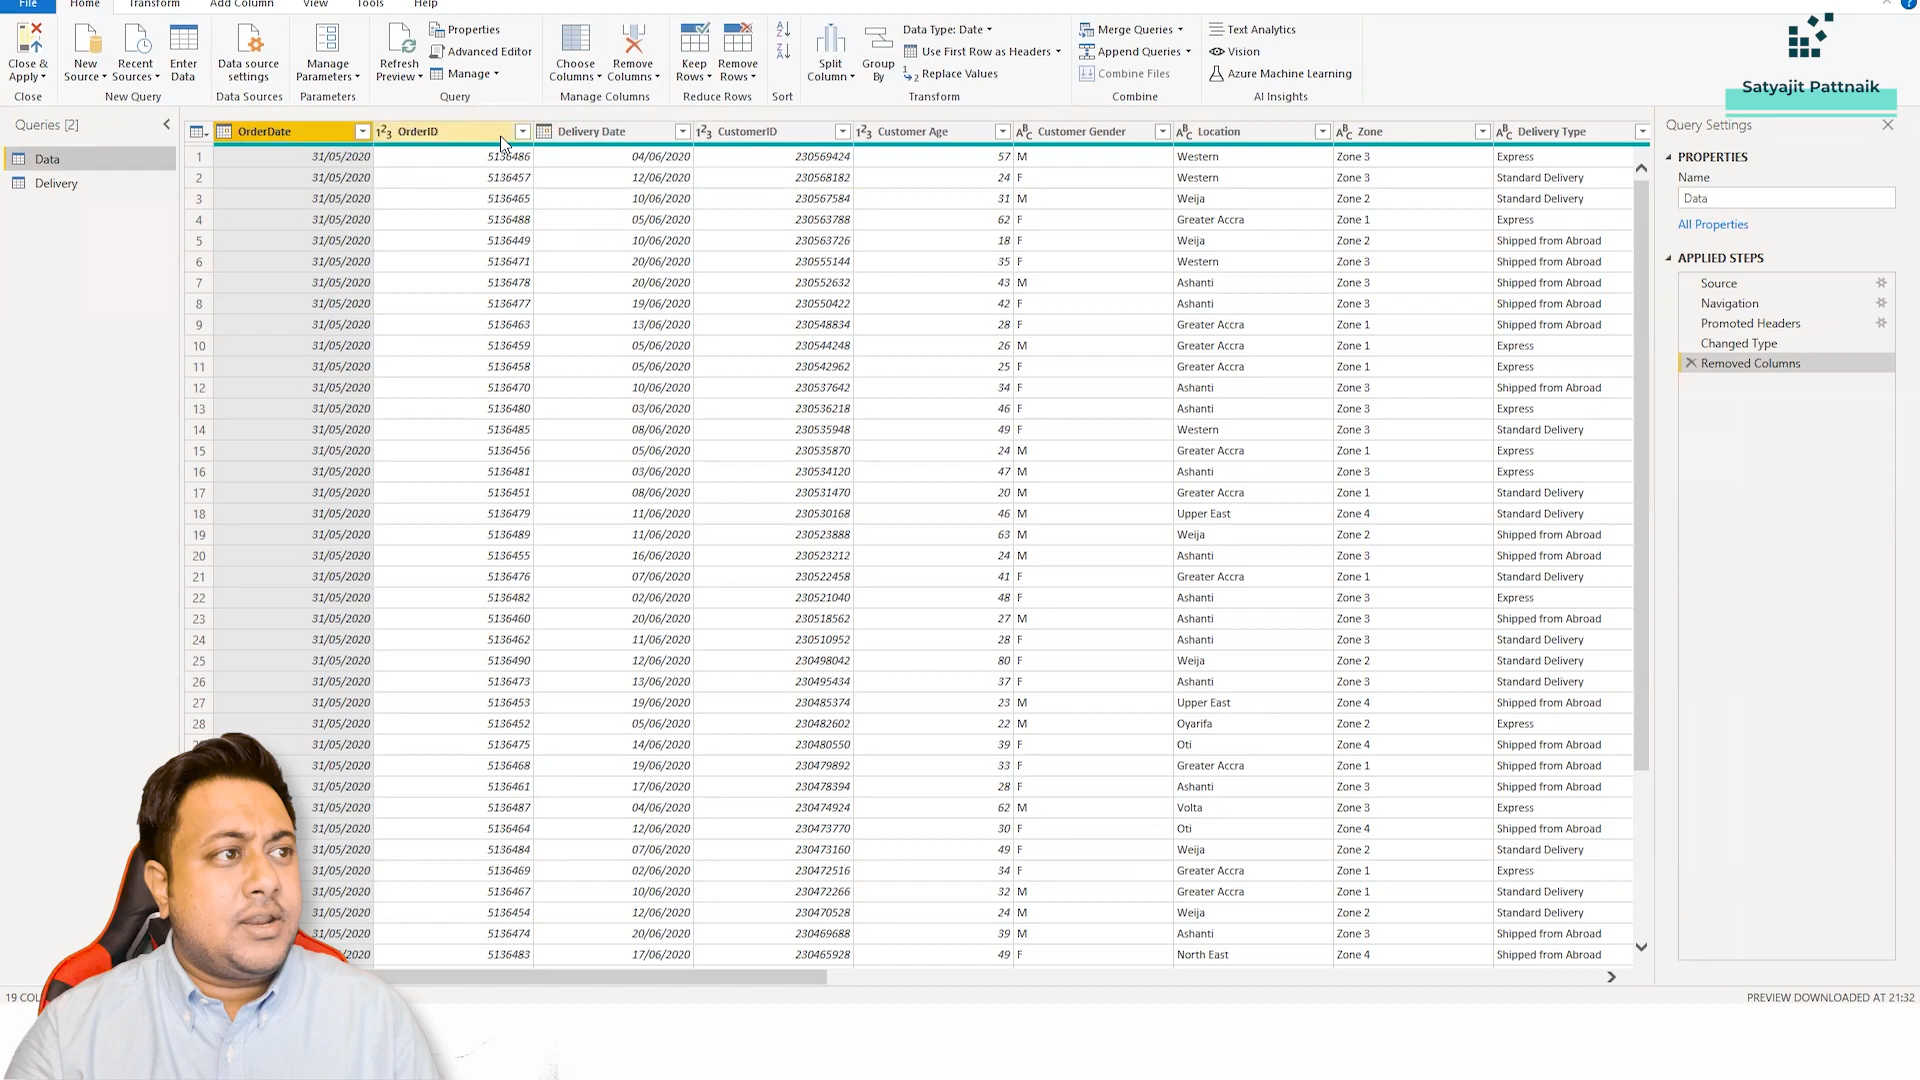 File Home Transform Add Column View Tools Help
Close & Apply
New Source
Recent Sources
Enter Data
Data source settings
Manage Parameters
Refresh Preview
Properties
Advanced Editor
Manage
Choose Columns
Remove Columns
Keep Rows
Remove Rows
Split Column
Group By
Data Type: Date
Use First Row as Headers
Replace Values
Merge Queries
Append Queries
Combine Files
Text Analytics
Vision
Azure Machine Learning
Close New Query Data Sources Parameters Query Manage Columns Reduce Rows Sort Transform Combine AI Insights
Satyajit Pattnaik
Queries [2]
Data
Delivery
OrderDate OrderID Delivery Date CustomerID Customer Age Customer Gender Location Zone Delivery Type
1 31/05/2020 5136486 04/06/2020 230569424 57 M Western Zone 3 Express
2 31/05/2020 5136457 12/06/2020 230568182 24 F Western Zone 3 Standard Delivery
3 31/05/2020 5136465 10/06/2020 230567584 31 M Weija Zone 2 Standard Delivery
4 31/05/2020 5136488 05/06/2020 230563788 62 F Greater Accra Zone 1 Express
5 31/05/2020 5136449 10/06/2020 230563726 18 F Weija Zone 2 Shipped from Abroad
6 31/05/2020 5136471 20/06/2020 230555144 35 F Western Zone 3 Shipped from Abroad
7 31/05/2020 5136478 20/06/2020 230552632 43 M Ashanti Zone 3 Shipped from Abroad
8 31/05/2020 5136477 19/06/2020 230550422 42 F Ashanti Zone 3 Shipped from Abroad
9 31/05/2020 5136463 13/06/2020 230548834 28 F Greater Accra Zone 1 Shipped from Abroad
10 31/05/2020 5136459 05/06/2020 230544248 26 M Greater Accra Zone 1 Express
11 31/05/2020 5136458 05/06/2020 230542962 25 F Greater Accra Zone 1 Express
12 31/05/2020 5136470 10/06/2020 230537642 34 F Ashanti Zone 3 Shipped from Abroad
13 31/05/2020 5136480 03/06/2020 230536218 46 F Ashanti Zone 3 Express
14 31/05/2020 5136485 08/06/2020 230535948 49 F Western Zone 3 Standard Delivery
15 31/05/2020 5136456 05/06/2020 230535870 24 M Greater Accra Zone 1 Express
16 31/05/2020 5136481 03/06/2020 230534120 47 M Ashanti Zone 3 Express
17 31/05/2020 5136451 08/06/2020 230531470 20 M Greater Accra Zone 1 Standard Delivery
18 31/05/2020 5136479 11/06/2020 230530168 46 M Upper East Zone 4 Standard Delivery
19 31/05/2020 5136489 11/06/2020 230523888 63 M Weija Zone 2 Shipped from Abroad
20 31/05/2020 5136455 16/06/2020 230523212 24 M Ashanti Zone 3 Shipped from Abroad
21 31/05/2020 5136476 07/06/2020 230522458 41 F Greater Accra Zone 1 Standard Delivery
22 31/05/2020 5136482 02/06/2020 230521040 48 F Ashanti Zone 3 Express
23 31/05/2020 5136460 20/06/2020 230518562 27 M Ashanti Zone 3 Shipped from Abroad
24 31/05/2020 5136462 11/06/2020 230510952 28 F Ashanti Zone 3 Standard Delivery
25 31/05/2020 5136490 12/06/2020 230498042 80 F Weija Zone 2 Standard Delivery
26 31/05/2020 5136473 13/06/2020 230495434 37 F Ashanti Zone 3 Standard Delivery
27 31/05/2020 5136453 19/06/2020 230485374 23 M Upper East Zone 4 Shipped from Abroad
28 31/05/2020 5136452 05/06/2020 230482602 22 M Oyarifa Zone 2 Express
31/05/2020 5136475 14/06/2020 230480550 39 F Oti Zone 4 Shipped from Abroad
31/05/2020 5136468 19/06/2020 230479892 33 F Greater Accra Zone 1 Shipped from Abroad
31/05/2020 5136461 17/06/2020 230478394 28 F Ashanti Zone 3 Shipped from Abroad
31/05/2020 5136487 04/06/2020 230474924 62 M Volta Zone 3 Express
31/05/2020 5136464 12/06/2020 230473770 30 F Oti Zone 4 Shipped from Abroad
31/05/2020 5136484 07/06/2020 230473160 49 F Weija Zone 2 Standard Delivery
31/05/2020 5136469 02/06/2020 230472516 34 F Greater Accra Zone 1 Express
31/05/2020 5136467 10/06/2020 230472266 32 M Greater Accra Zone 1 Standard Delivery
31/05/2020 5136454 12/06/2020 230470528 24 M Weija Zone 2 Standard Delivery
31/05/2020 5136474 20/06/2020 230469688 39 M Ashanti Zone 3 Shipped from Abroad
/2020 5136483 17/06/2020 230465928 49 F North East Zone 4 Shipped from Abroad
Query Settings
PROPERTIES
Name
Data
All Properties
APPLIED STEPS
Source
Navigation
Promoted Headers
Changed Type
Removed Columns
19 COL
PREVIEW DOWNLOADED AT 21:32